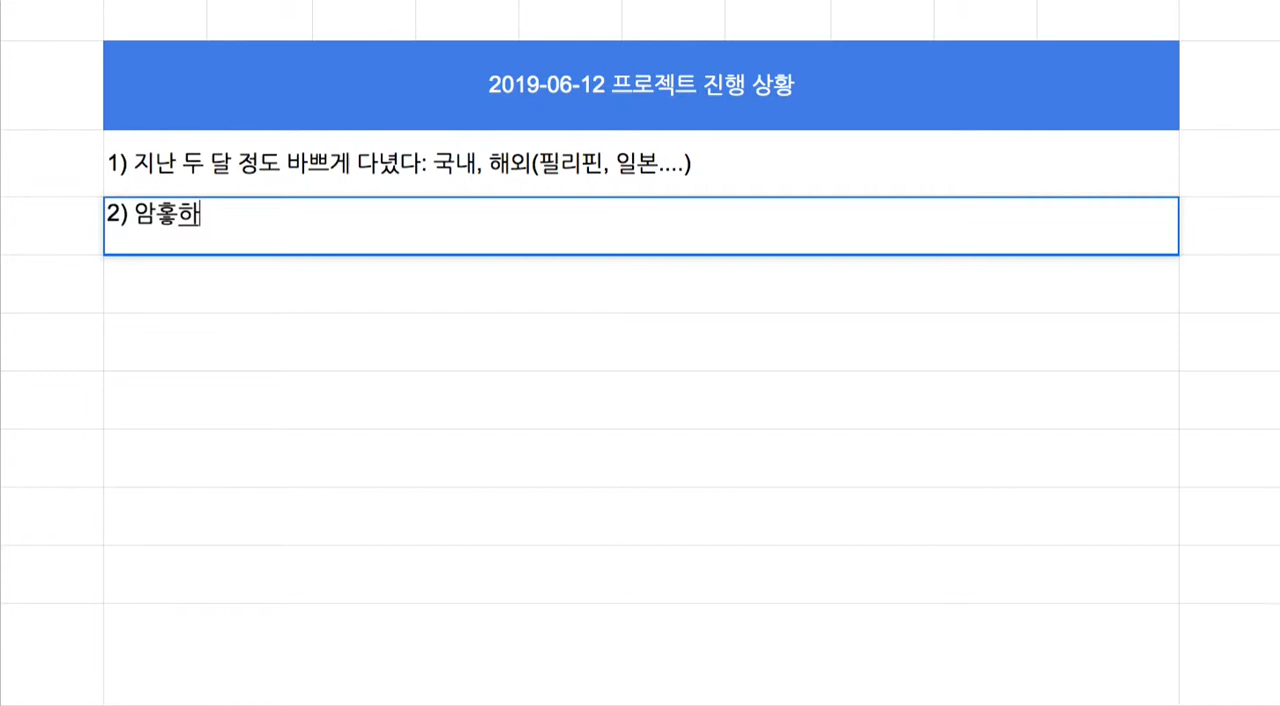 2019-06-12 프로젝트 진행 상황
1) 지난 두 달 정도 바쁘게 다녔다: 국내, 해외(필리핀, 일본....)
2) 암홓하